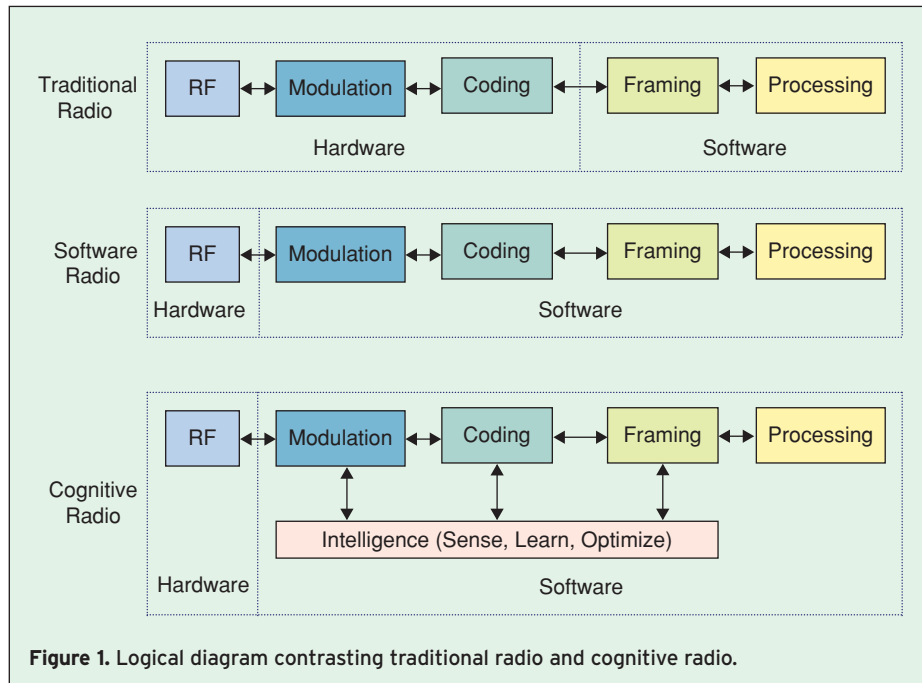 Traditional
Radio
RF
Modulation
Coding
Framing
Processing
Hardware
Software
Software
Radio
RF
Modulation
Coding
Framing
Processing
Hardware
Software
Cognitive
Radio
RF
Modulation
Coding
Framing
Processing
Intelligence (Sense, Learn, Optimize)
Hardware
Software
Figure 1. Logical diagram contrasting traditional radio and cognitive radio.